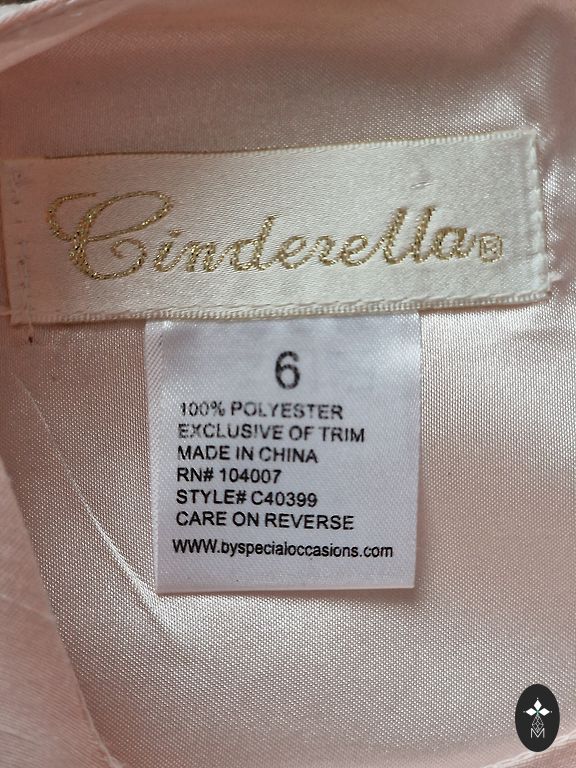 Cinderella®
6
100% POLYESTER
EXCLUSIVE OF TRIM
MADE IN CHINA
RN# 104007
STYLE# C40399
CARE ON REVERSE
WWW.BYSPECIALOCCASIONS.COM
M